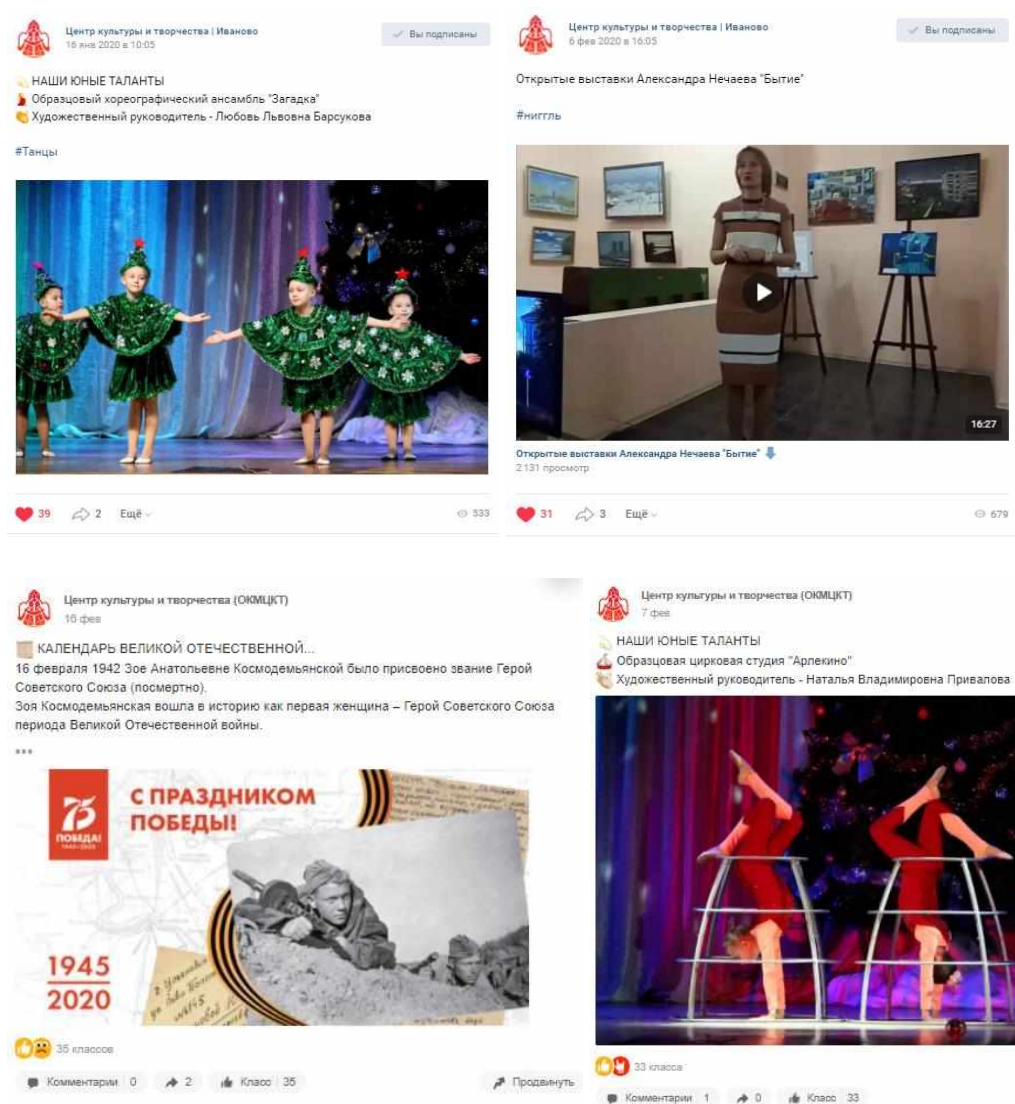 Центр культуры и творчества | Иваново
16 янв 2020 в 10:05
Вы подписаны
НАШИ ЮНЫЕ ТАЛАНТЫ
Образцовый хореографический ансамбль "Загадка"
Художественный руководитель - Любовь Львовна Барсукова
#Танцы
39 2 Ещё 533
Центр культуры и творчества | Иваново
6 фев 2020 в 16:05
Вы подписаны
Открытые выставки Александра Нечаева "Бытие"
#ниггль
16:27
Открытые выставки Александра Нечаева "Бытие"
2 131 просмотр
31 3 Ещё 679
Центр культуры и творчества (ОКМЦКТ)
16 фев
КАЛЕНДАРЬ ВЕЛИКОЙ ОТЕЧЕСТВЕННОЙ...
16 февраля 1942 Зое Анатольевне Космодемьянской было присвоено звание Герой
Советского Союза (посмертно).
Зоя Космодемьянская вошла в историю как первая женщина – Герой Советского Союза
периода Великой Отечественной войны.
75
ПОБЕДА!
1945-2020
С ПРАЗДНИКОМ
ПОБЕДЫ!
1945
2020
35 классов
Комментарии 0 2 Класс 35 Продвинуть
Центр культуры и творчества (ОКМЦКТ)
7 фев
НАШИ ЮНЫЕ ТАЛАНТЫ
Образцовая цирковая студия "Арлекино"
Художественный руководитель - Наталья Владимировна Привалова
33 класса
Комментарии 1 0 Класс 33